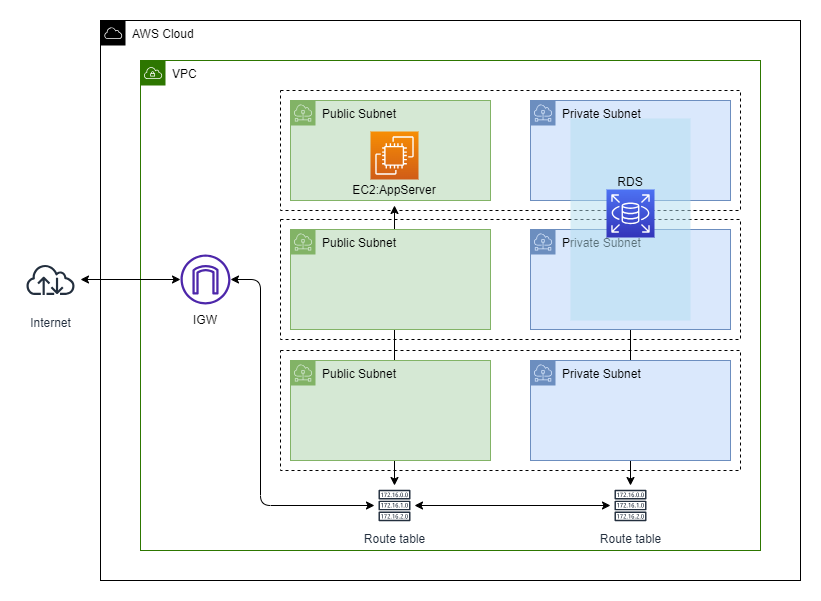 AWS Cloud
VPC
Public Subnet
Private Subnet
EC2:AppServer
RDS
Public Subnet
Private Subnet
Internet
IGW
Public Subnet
Private Subnet
172.16.0.0
172.16.1.0
172.16.2.0
172.16.0.0
172.16.1.0
172.16.2.0
Route table
Route table